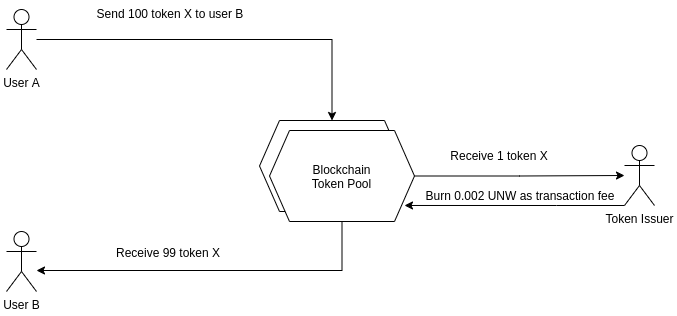 Send 100 token X to user B
User A
Blockchain
Token Pool
Receive 1 token X
Burn 0.002 UNW as transaction fee
Token Issuer
Receive 99 token X
User B